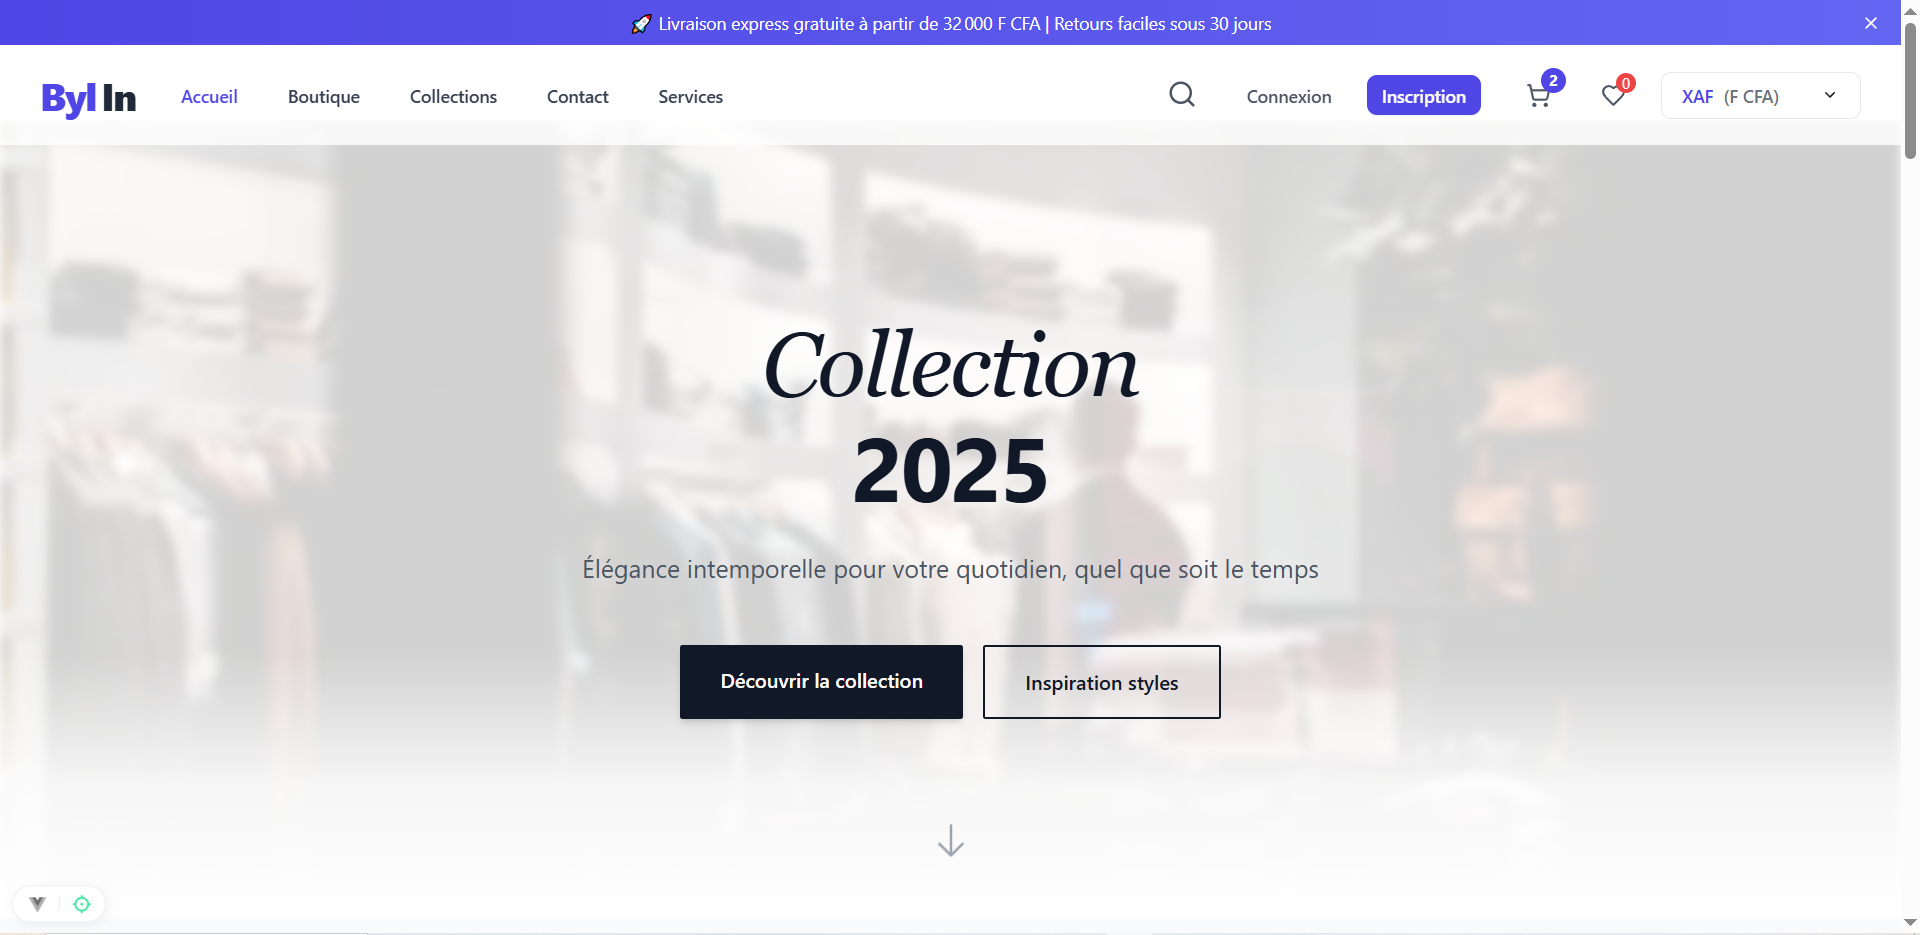 🚀 Livraison express gratuite à partir de 32 000 F CFA | Retours faciles sous 30 jours
Byl In Accueil Boutique Collections Contact Services Connexion Inscription 2 0 XAF (F CFA)
Collection
2025
Élégance intemporelle pour votre quotidien, quel que soit le temps
Découvrir la collection Inspiration styles